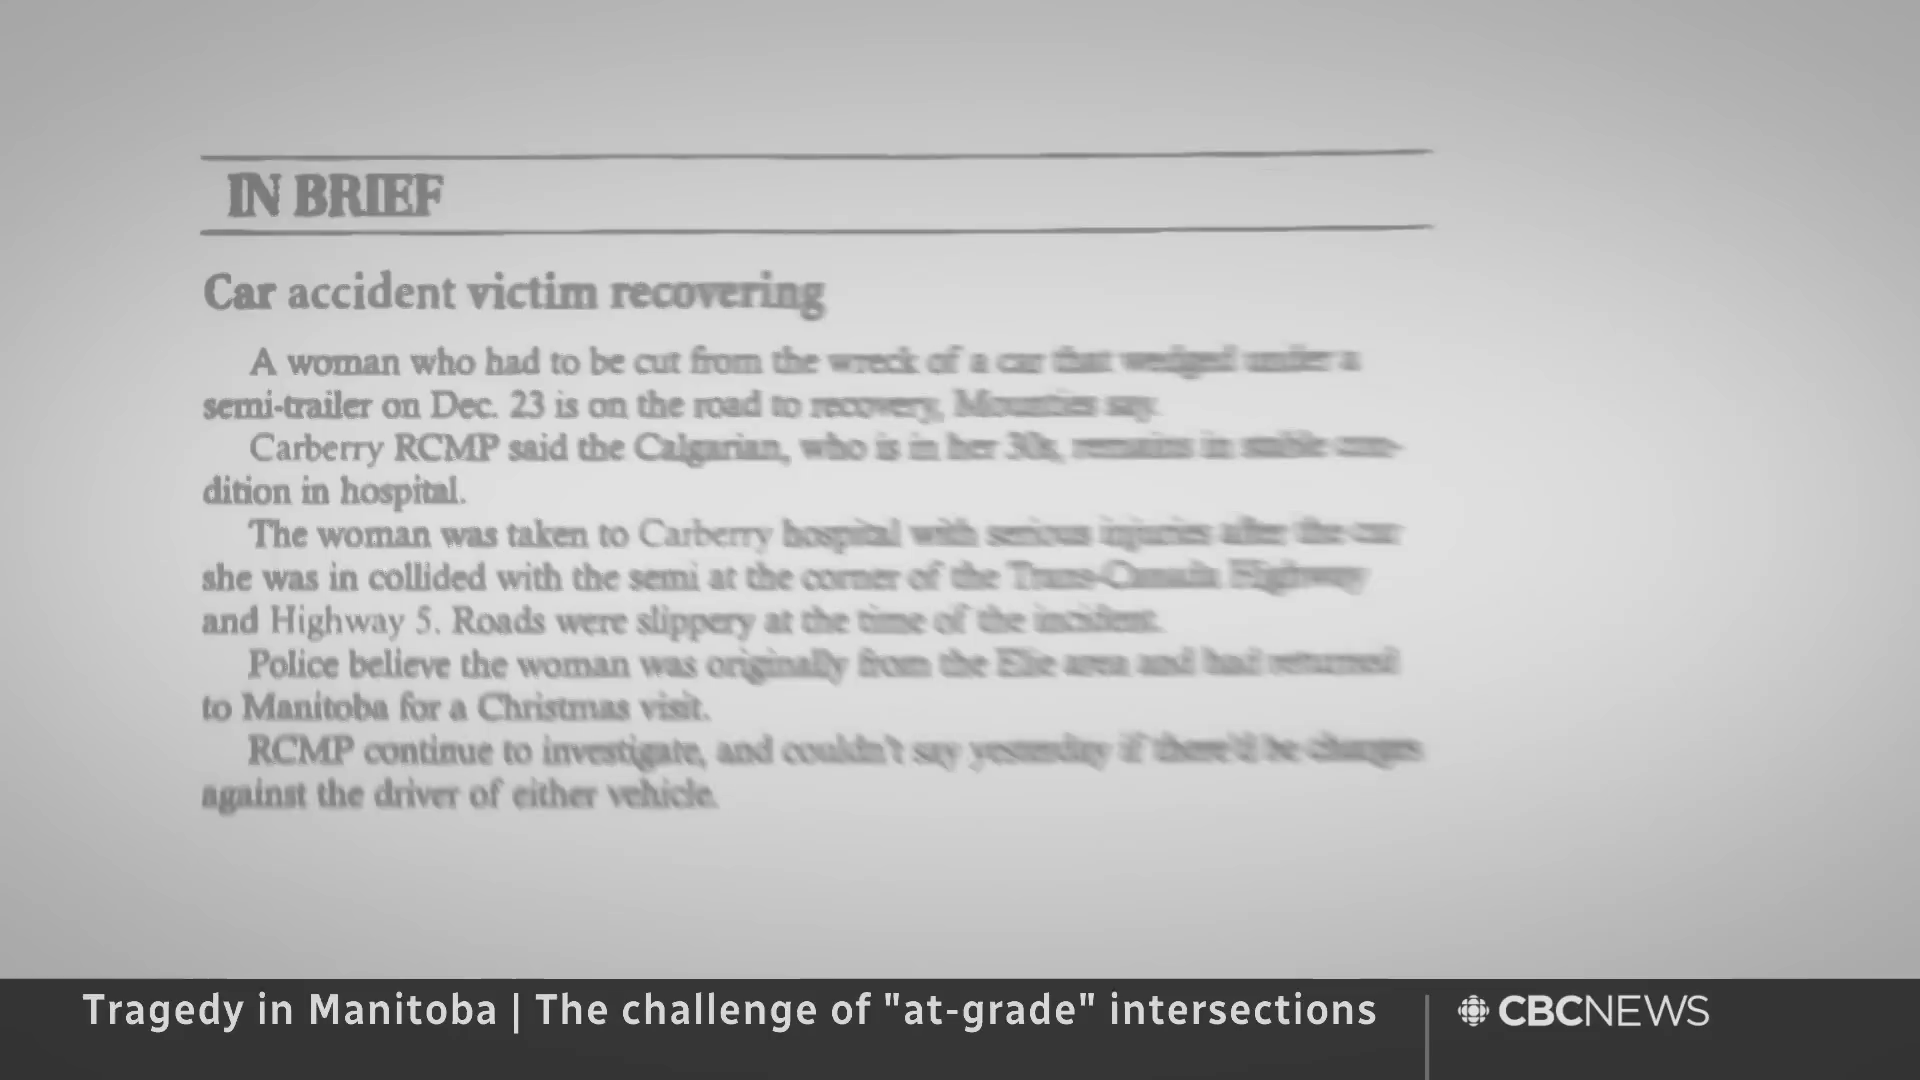 IN BRIEF
Car accident victim recovering
A woman who had to be cut from the wreck of a car that wedged under a
semi-trailer on Dec. 23 is on the road to recovery, Mounties say.
Carberry RCMP said the Calgarian, who is in her 30s, remains in stable con-
dition in hospital.
The woman was taken to Carberry hospital with serious injuries after the car
she was in collided with the semi at the corner of the Trans-Canada Highway
and Highway 5. Roads were slippery at the time of the incident.
Police believe the woman was originally from the Elie area and had returned
to Manitoba for a Christmas visit.
RCMP continue to investigate, and couldn't say yesterday if there'd be charges
against the driver of either vehicle.
Tragedy in Manitoba | The challenge of "at-grade" intersections
CBCNEWS